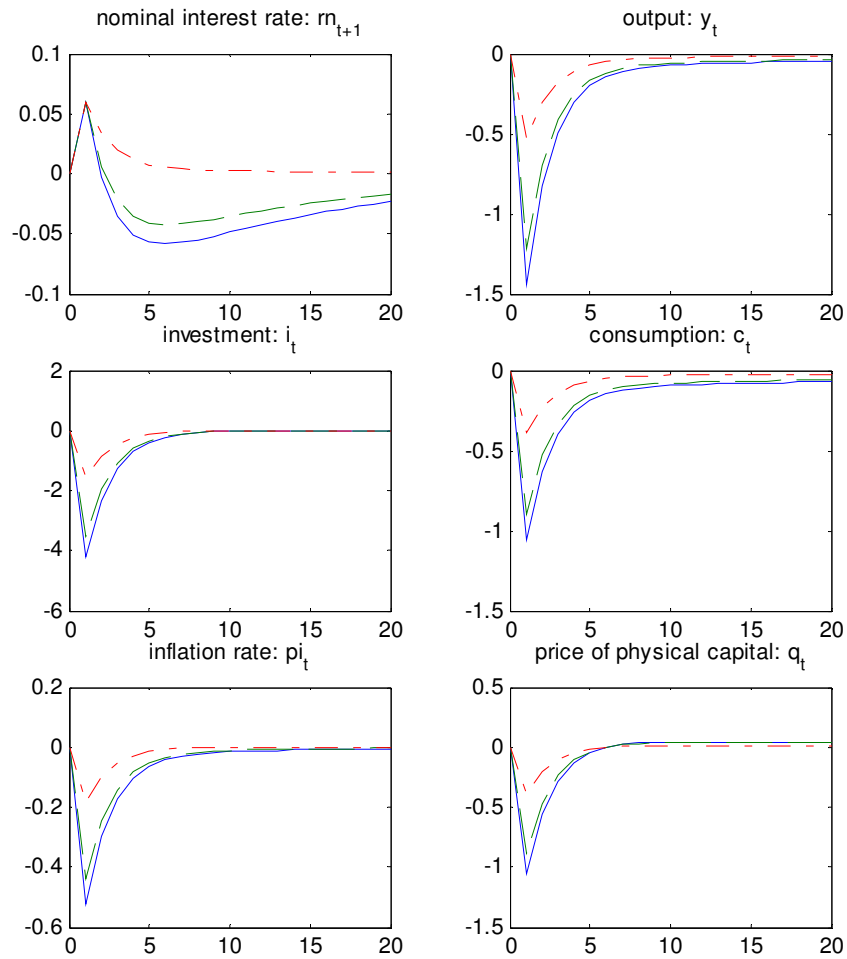 nominal interest rate: rn_{t+1}
0.1
0.05
0
-0.05
-0.1
0 5 10 15 20
output: y_t
0
-0.5
-1
-1.5
0 5 10 15 20
investment: i_t
2
0
-2
-4
-6
0 5 10 15 20
consumption: c_t
0
-0.5
-1
-1.5
0 5 10 15 20
inflation rate: pi_t
0.2
0
-0.2
-0.4
-0.6
0 5 10 15 20
price of physical capital: q_t
0.5
0
-0.5
-1
-1.5
0 5 10 15 20